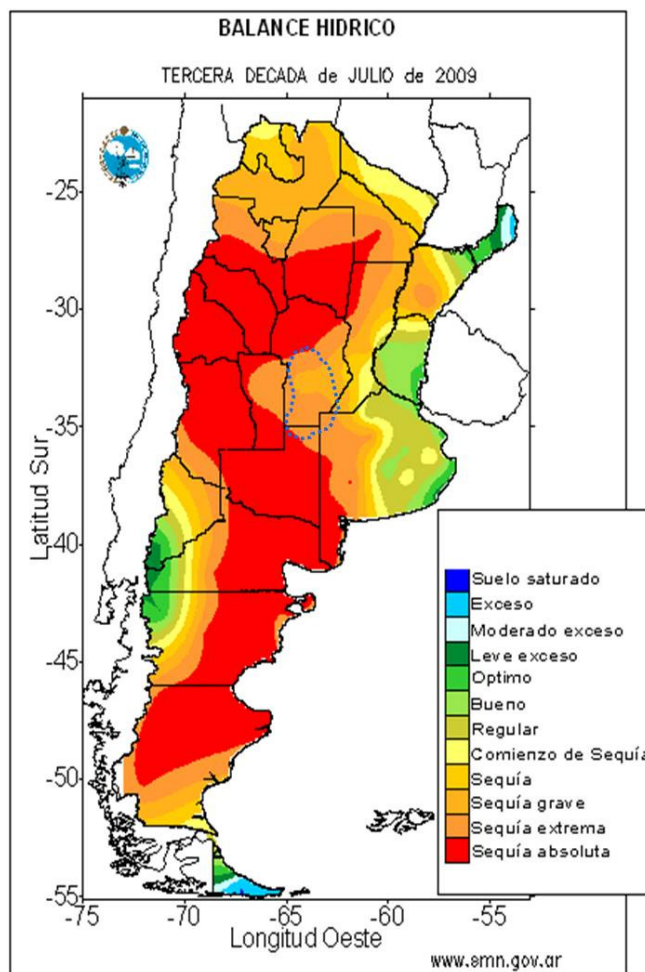 BALANCE HIDRICO
TERCERA DECADA de JULIO de 2009
-25
-30
-35
-40
-45
-50
-55
Latitud Sur
Suelo saturado
Exceso
Moderado exceso
Leve exceso
Optimo
Bueno
Regular
Comienzo de Sequía
Sequía
Sequía grave
Sequía extrema
Sequía absoluta
-75 -70 -65 -60 -55
Longitud Oeste
www.smn.gov.ar